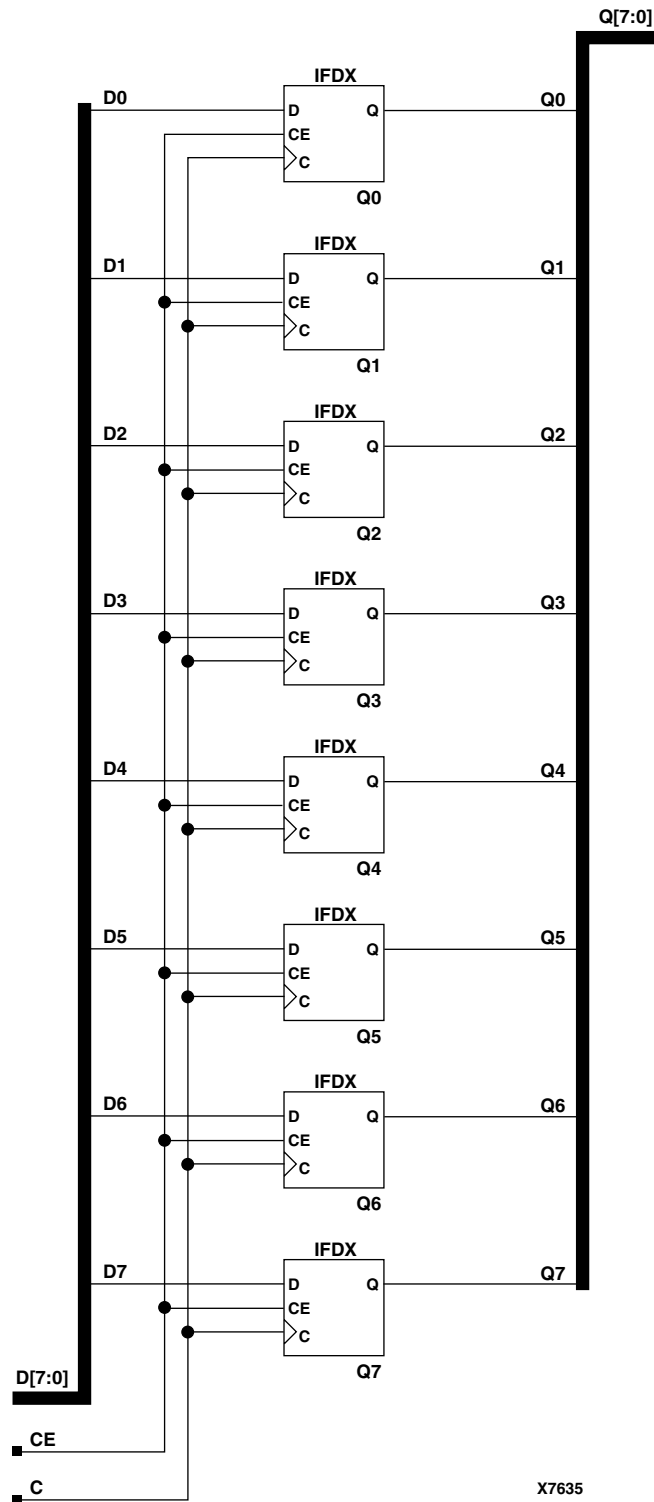 Q[7:0]
IFDX
D0 D Q Q0
CE
C
Q0
IFDX
D1 D Q Q1
CE
C
Q1
IFDX
D2 D Q Q2
CE
C
Q2
IFDX
D3 D Q Q3
CE
C
Q3
IFDX
D4 D Q Q4
CE
C
Q4
IFDX
D5 D Q Q5
CE
C
Q5
IFDX
D6 D Q Q6
CE
C
Q6
IFDX
D7 D Q Q7
CE
C
Q7
D[7:0]
CE
C
X7635